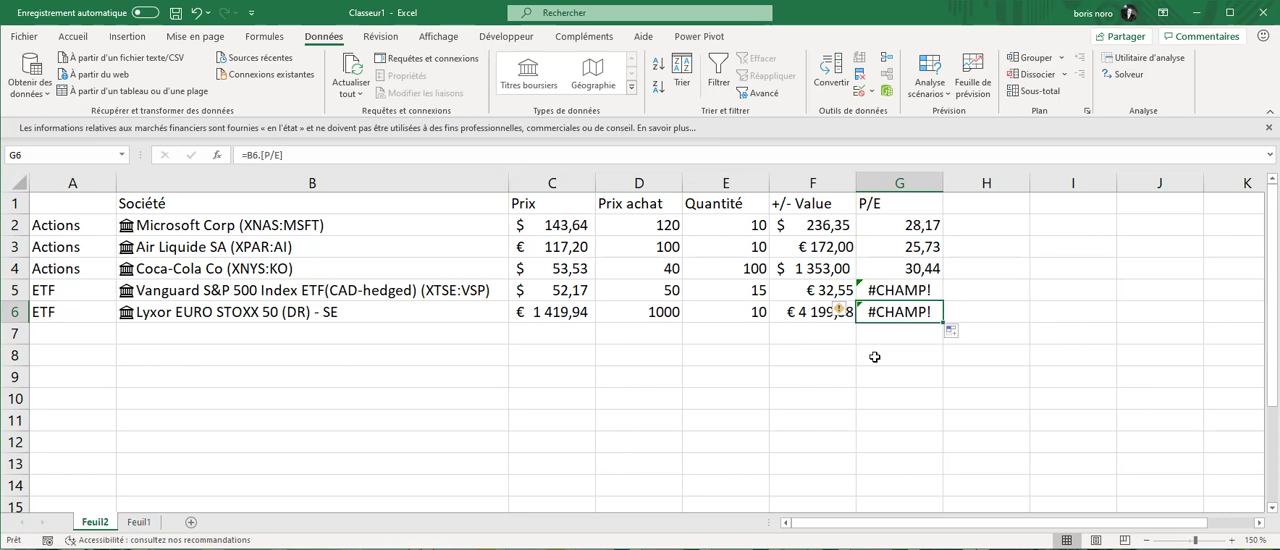 Enregistrement automatique Classeur1 - Excel Rechercher boris noro
Fichier Accueil Insertion Mise en page Formules Données Révision Affichage Développeur Compléments Aide Power Pivot Partager Commentaires
Obtenir des données
À partir d'un fichier texte/CSV
À partir du web
À partir d'un tableau ou d'une plage
Sources récentes
Connexions existantes
Récupérer et transformer des données
Actualiser tout
Requêtes et connexions
Propriétés
Modifier les liaisons
Requêtes et connexions
Titres boursiers
Géographie
Types de données
Trier
Filtrer
Effacer
Réappliquer
Avancé
Trier et filtrer
Convertir
Outils de données
Analyse scénarios
Feuille de prévision
Prévision
Grouper
Dissocier
Sous-total
Plan
Utilitaire d'analyse
Solveur
Analyse
Les informations relatives aux marchés financiers sont fournies « en l'état » et ne doivent pas être utilisées à des fins professionnelles, commerciales ou de conseil. En savoir plus...
G6 fx =B6.[P/E]
A B C D E F G H I J K
1 Société Prix Prix achat Quantité +/- Value P/E
2 Actions Microsoft Corp (XNAS:MSFT) $ 143,64 120 10 $ 236,35 28,17
3 Actions Air Liquide SA (XPAR:AI) € 117,20 100 10 € 172,00 25,73
4 Actions Coca-Cola Co (XNYS:KO) $ 53,53 40 100 $ 1 353,00 30,44
5 ETF Vanguard S&P 500 Index ETF(CAD-hedged) (XTSE:VSP) $ 52,17 50 15 € 32,55 #CHAMP!
6 ETF Lyxor EURO STOXX 50 (DR) - SE € 1 419,94 1000 10 € 4 199, 8 #CHAMP!
7
8
9
10
11
12
13
14
15
Feuil2 Feuil1
Prêt Accessibilité : consultez nos recommandations 150 %